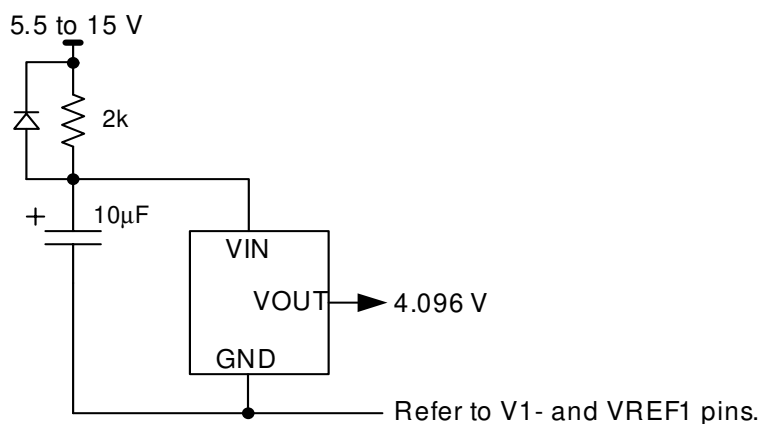 5.5 to 15 V
2k
+
10μF
VIN
VOUT
4.096 V
GND
Refer to V1- and VREF1 pins.